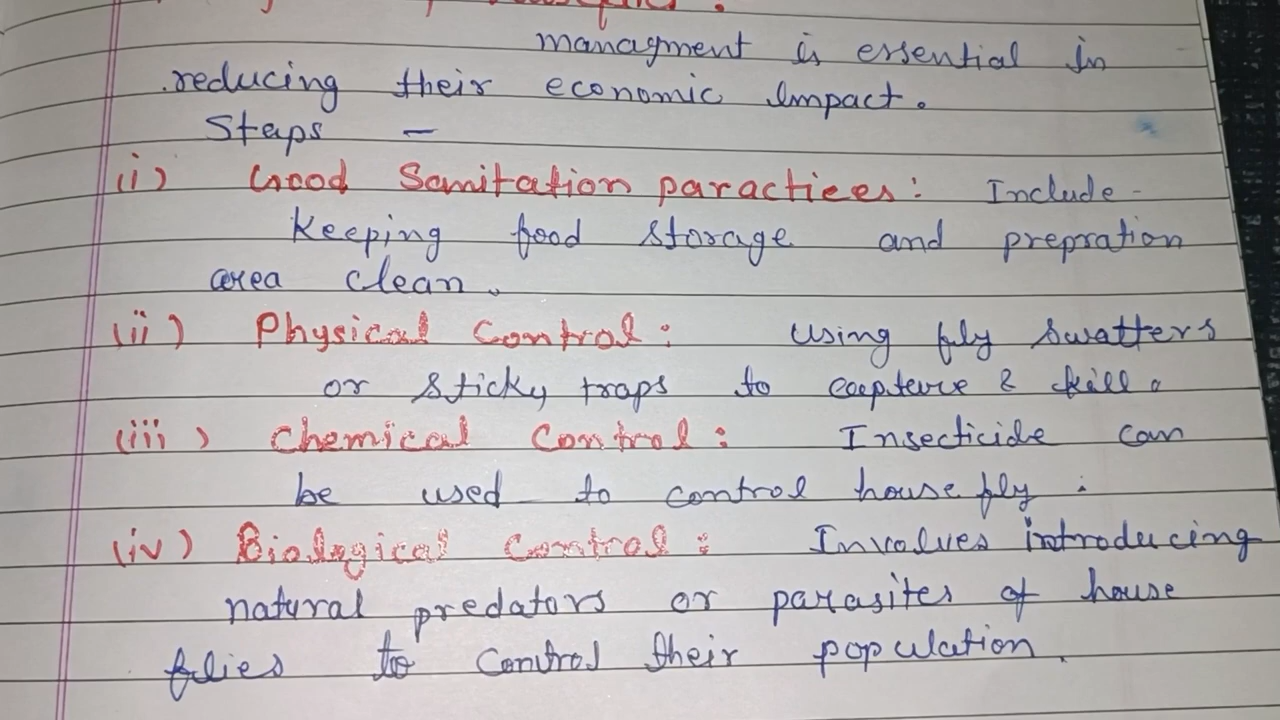 managment is essential in
reducing their economic Impact.
Steps -
(i) Good Sanitation paractices: Include -
Keeping food storage and prepration
area clean.
(ii) Physical Control: Using fly Swatters
or sticky traps to capture & kill.
(iii) Chemical Control: Insecticide can
be used to control house fly.
(iv) Biological Control: Involves introducing
natural predators or parasites of house
flies to Control their population.